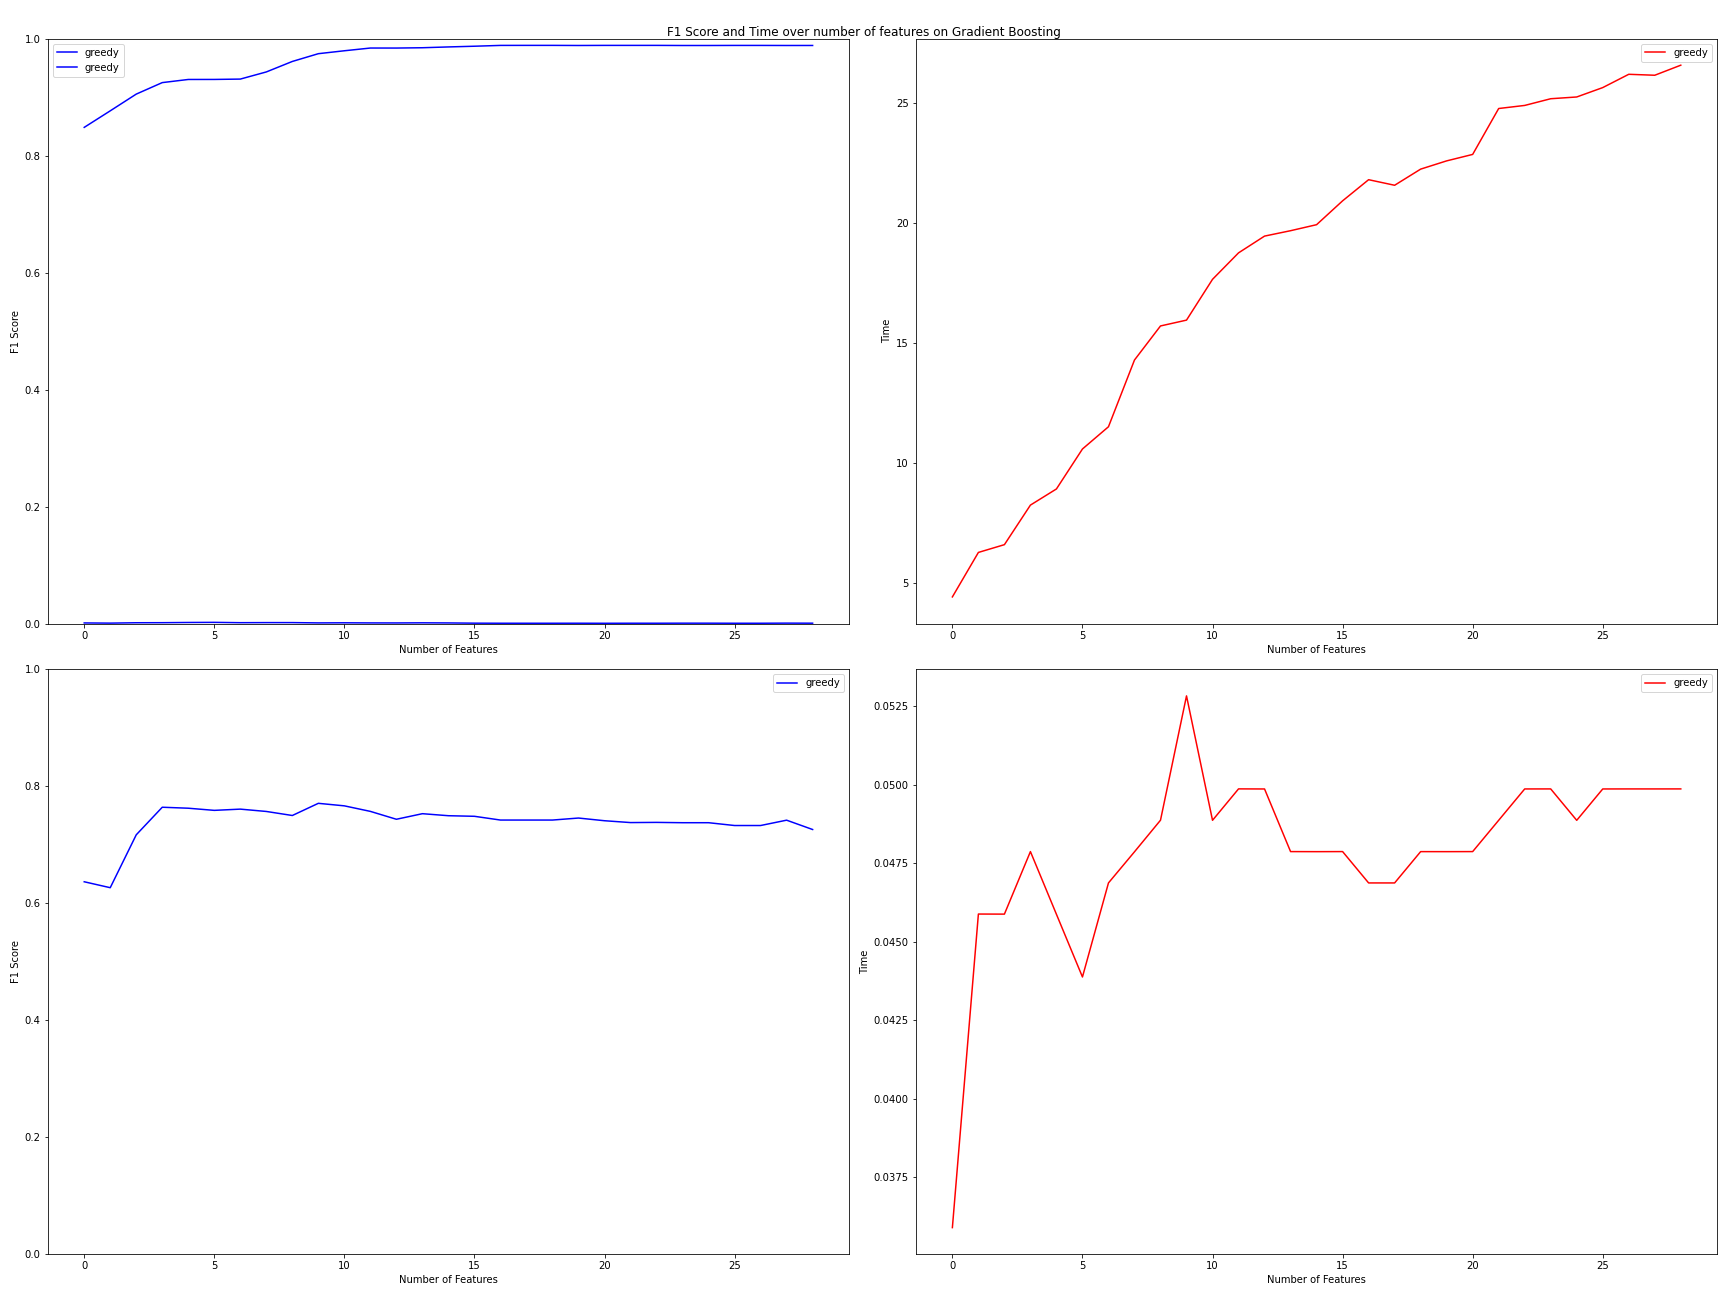 F1 Score and Time over number of features on Gradient Boosting
greedy
greedy
1.0
0.8
0.6
0.4
0.2
0.0
F1 Score
0 5 10 15 20 25
Number of Features
greedy
25
20
15
10
5
Time
0 5 10 15 20 25
Number of Features
greedy
1.0
0.8
0.6
0.4
0.2
0.0
F1 Score
0 5 10 15 20 25
Number of Features
greedy
0.0525
0.0500
0.0475
0.0450
0.0425
0.0400
0.0375
Time
0 5 10 15 20 25
Number of Features